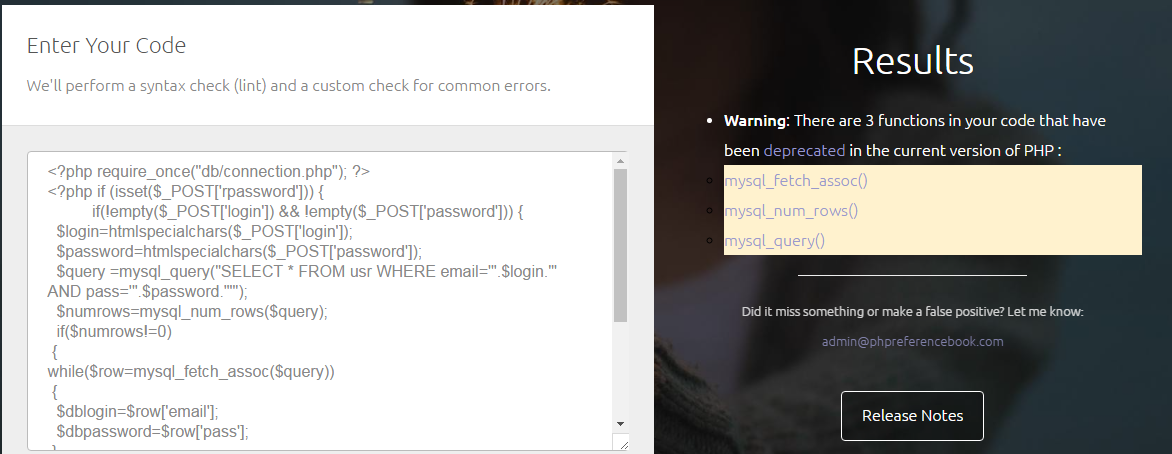 Enter Your Code
We'll perform a syntax check (lint) and a custom check for common errors.
<?php require_once("db/connection.php"); ?>
<?php if (isset($_POST['rpassword'])) {
if(!empty($_POST['login']) && !empty($_POST['password'])) {
$login=htmlspecialchars($_POST['login']);
$password=htmlspecialchars($_POST['password']);
$query =mysql_query("SELECT * FROM usr WHERE email='".$login."'
AND pass='".$password."'");
$numrows=mysql_num_rows($query);
if($numrows!=0)
{
while($row=mysql_fetch_assoc($query))
{
$dblogin=$row['email'];
$dbpassword=$row['pass'];
}
Results
Warning: There are 3 functions in your code that have
been deprecated in the current version of PHP :
mysql_fetch_assoc()
mysql_num_rows()
mysql_query()
Did it miss something or make a false positive? Let me know:
admin@phpreferencebook.com
Release Notes